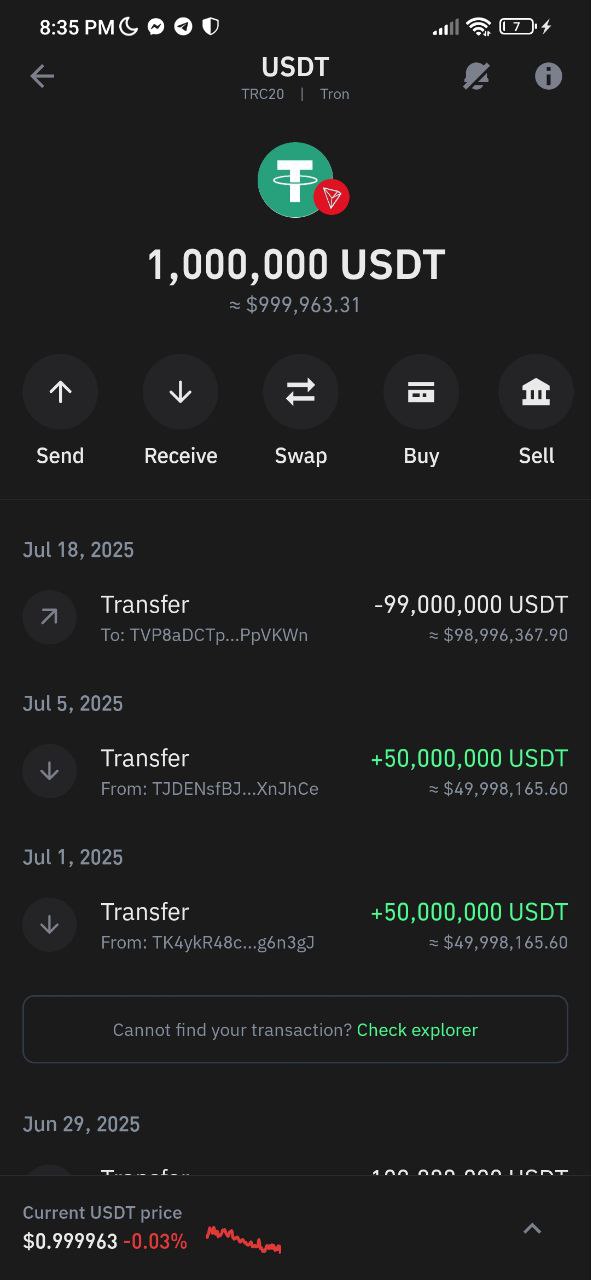 8:35 PM 7
USDT
TRC20 | Tron
1,000,000 USDT
≈ $999,963.31
Send Receive Swap Buy Sell
Jul 18, 2025
Transfer -99,000,000 USDT
To: TVP8aDCTp...PpVKWn ≈ $98,996,367.90
Jul 5, 2025
Transfer +50,000,000 USDT
From: TJDENsfBJ...XnJhCe ≈ $49,998,165.60
Jul 1, 2025
Transfer +50,000,000 USDT
From: TK4ykR48c...g6n3gJ ≈ $49,998,165.60
Cannot find your transaction? Check explorer
Jun 29, 2025
Current USDT price
$0.999963 -0.03%